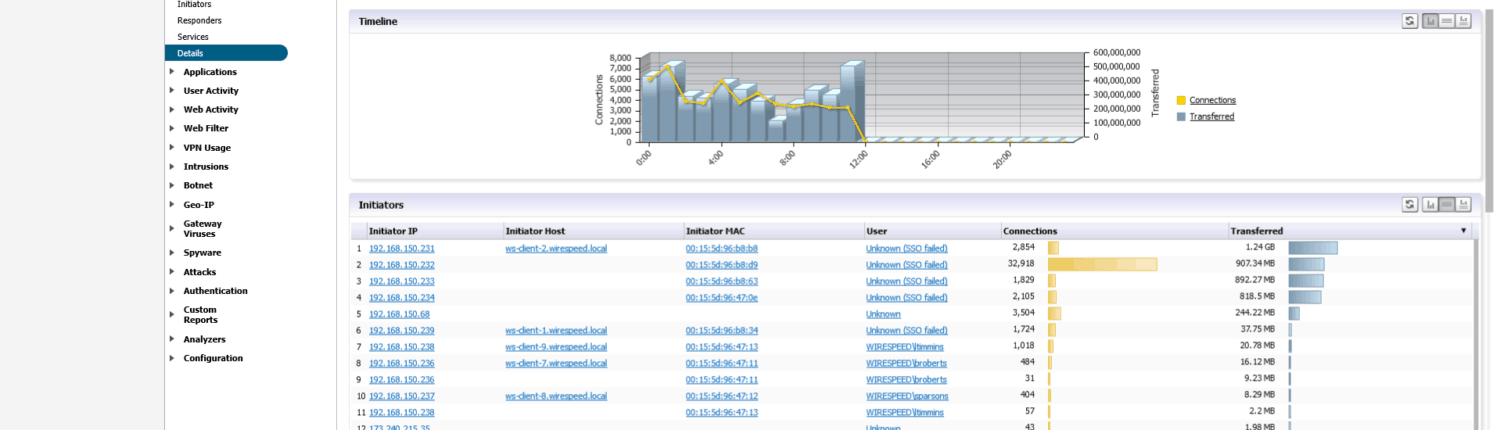 Initiators
Responders
Services
Details
Applications
User Activity
Web Activity
Web Filter
VPN Usage
Intrusions
Botnet
Geo-IP
Gateway
Viruses
Spyware
Attacks
Authentication
Custom
Reports
Analyzers
Configuration
Timeline
8,000
7,000
6,000
5,000
4,000
3,000
2,000
1,000
0
Connections
600,000,000
500,000,000
400,000,000
300,000,000
200,000,000
100,000,000
0
Transferred
0:00 4:00 8:00 12:00 16:00 20:00
Connections
Transferred
Initiators
Initiator IP Initiator Host Initiator MAC User Connections Transferred
1 192.168.150.231 ws-client-2.wirespeed.local 00:15:5d:96:b8:b8 Unknown (SSO failed) 2,854 1.24 GB
2 192.168.150.232 00:15:5d:96:b8:d9 Unknown (SSO failed) 32,918 907.34 MB
3 192.168.150.233 00:15:5d:96:b8:63 Unknown (SSO failed) 1,829 892.27 MB
4 192.168.150.234 00:15:5d:96:47:0e Unknown (SSO failed) 2,105 818.5 MB
5 192.168.150.68 Unknown 3,504 244.22 MB
6 192.168.150.239 ws-client-1.wirespeed.local 00:15:5d:96:b8:34 Unknown (SSO failed) 1,724 37.75 MB
7 192.168.150.238 ws-client-9.wirespeed.local 00:15:5d:96:47:13 WIRESPEED\jtimmins 1,018 20.78 MB
8 192.168.150.236 ws-client-7.wirespeed.local 00:15:5d:96:47:11 WIRESPEED\broberts 484 16.12 MB
9 192.168.150.236 00:15:5d:96:47:11 WIRESPEED\broberts 31 9.23 MB
10 192.168.150.237 ws-client-8.wirespeed.local 00:15:5d:96:47:12 WIRESPEED\sparsons 404 8.29 MB
11 192.168.150.238 00:15:5d:96:47:13 WIRESPEED\jtimmins 57 2.2 MB
12 173.240.215.35 Unknown 43 1.98 MB